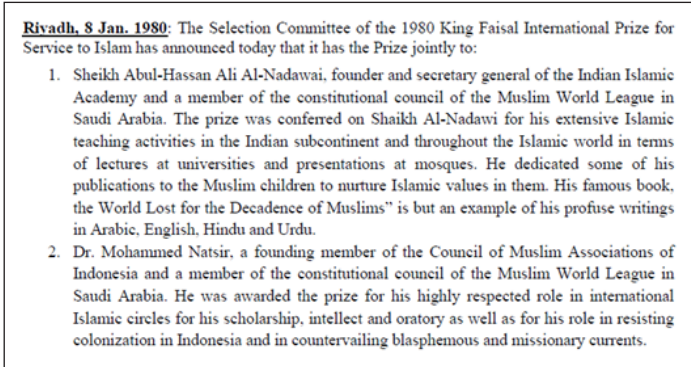 Riyadh, 8 Jan. 1980: The Selection Committee of the 1980 King Faisal International Prize for
Service to Islam has announced today that it has the Prize jointly to:
1. Sheikh Abul-Hassan Ali Al-Nadawai, founder and secretary general of the Indian Islamic
Academy and a member of the constitutional council of the Muslim World League in
Saudi Arabia. The prize was conferred on Shaikh Al-Nadawi for his extensive Islamic
teaching activities in the Indian subcontinent and throughout the Islamic world in terms
of lectures at universities and presentations at mosques. He dedicated some of his
publications to the Muslim children to nurture Islamic values in them. His famous book,
the World Lost for the Decadence of Muslims” is but an example of his profuse writings
in Arabic, English, Hindu and Urdu.
2. Dr. Mohammed Natsir, a founding member of the Council of Muslim Associations of
Indonesia and a member of the constitutional council of the Muslim World League in
Saudi Arabia. He was awarded the prize for his highly respected role in international
Islamic circles for his scholarship, intellect and oratory as well as for his role in resisting
colonization in Indonesia and in countervailing blasphemous and missionary currents.